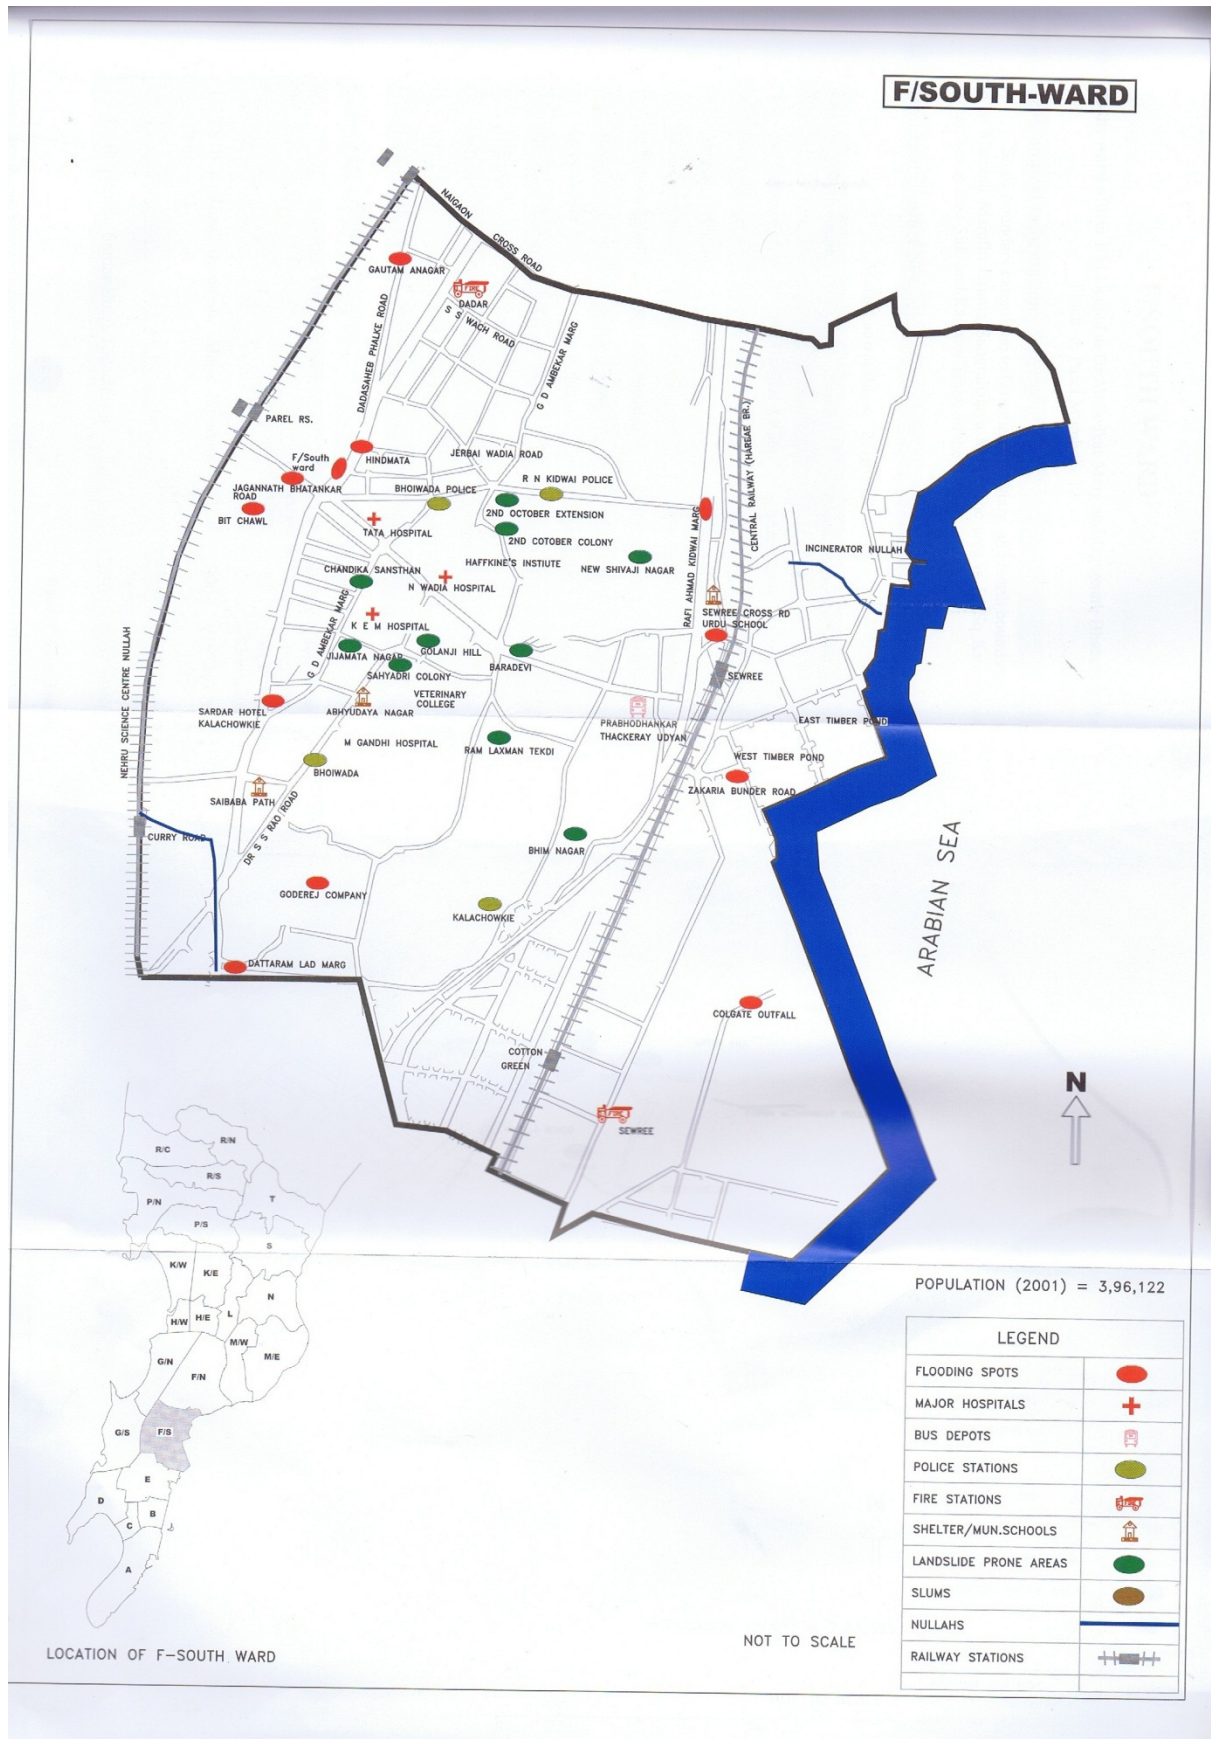 F/SOUTH-WARD
NAIGAON
CROSS ROAD
GAUTAM ANAGAR
FIRE
DADAR
S S WAGH ROAD
DADASAHEB PHALKE ROAD
G D AMBEKAR MARG
PAREL RS.
HINDMATA
F/South
ward
JERBAI WADIA ROAD
JAGANNATH BHATANKAR
ROAD
BIT CHAWL
BHOIWADA POLICE
R N KIDWAI POLICE
2ND OCTOBER EXTENSION
2ND COTOBER COLONY
TATA HOSPITAL
HAFFKINE'S INSTIUTE
NEW SHIVAJI NAGAR
RAFI AHMAD KIDWAI MARG
CENTRAL RAILWAY (HARBAE BR.)
INCINERATOR NULLAH
CHANDIKA SANSTHAN
N WADIA HOSPITAL
G D AMBEKAR MARG
K E M HOSPITAL
SEWREE CROSS RD
URDU SCHOOL
JIJAMATA NAGAR
GOLANJI HILL
SAHYADRI COLONY
BARADEVI
SEWREE
NEHRU SCIENCE CENTRE NULLAH
SARDAR HOTEL
KALACHOWKIE
ABHYUDAYA NAGAR
VETERINARY
COLLEGE
PRABHODHANKAR
THACKERAY UDYAN
EAST TIMBER POND
M GANDHI HOSPITAL
RAM LAXMAN TEKDI
WEST TIMBER POND
BHOIWADA
ZAKARIA BUNDER ROAD
SAIBABA PATH
DR S S RAO ROAD
CURRY ROAD
BHIM NAGAR
ARABIAN SEA
GODEREJ COMPANY
KALACHOWKIE
DATTARAM LAD MARG
COLGATE OUTFALL
COTTON
GREEN
FIRE
SEWREE
N
R/N
R/C
R/S
T
P/N
P/S
S
K/W
K/E
N
L
H/W
H/E
M/W
M/E
G/N
F/N
G/S
F/S
E
D
B
C
A
LOCATION OF F-SOUTH WARD
NOT TO SCALE
POPULATION (2001) = 3,96,122
LEGEND
FLOODING SPOTS
MAJOR HOSPITALS
BUS DEPOTS
POLICE STATIONS
FIRE STATIONS
SHELTER/MUN.SCHOOLS
LANDSLIDE PRONE AREAS
SLUMS
NULLAHS
RAILWAY STATIONS